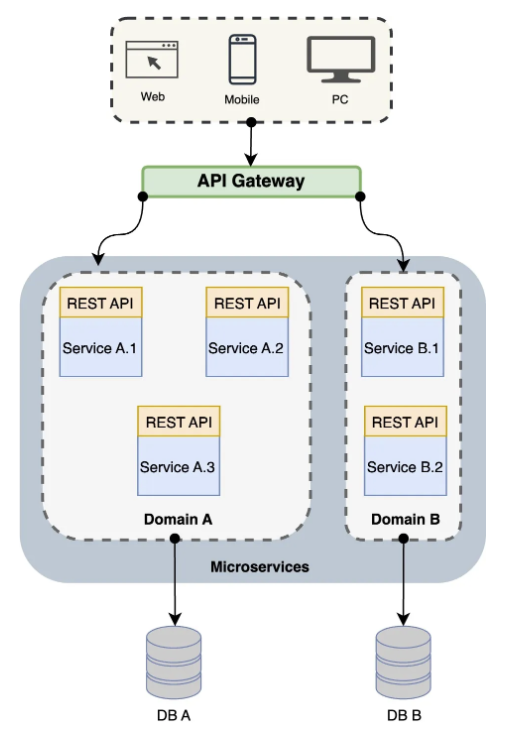 Web
Mobile
PC
API Gateway
REST API
Service A.1
REST API
Service A.2
REST API
Service A.3
Domain A
REST API
Service B.1
REST API
Service B.2
Domain B
Microservices
DB A
DB B